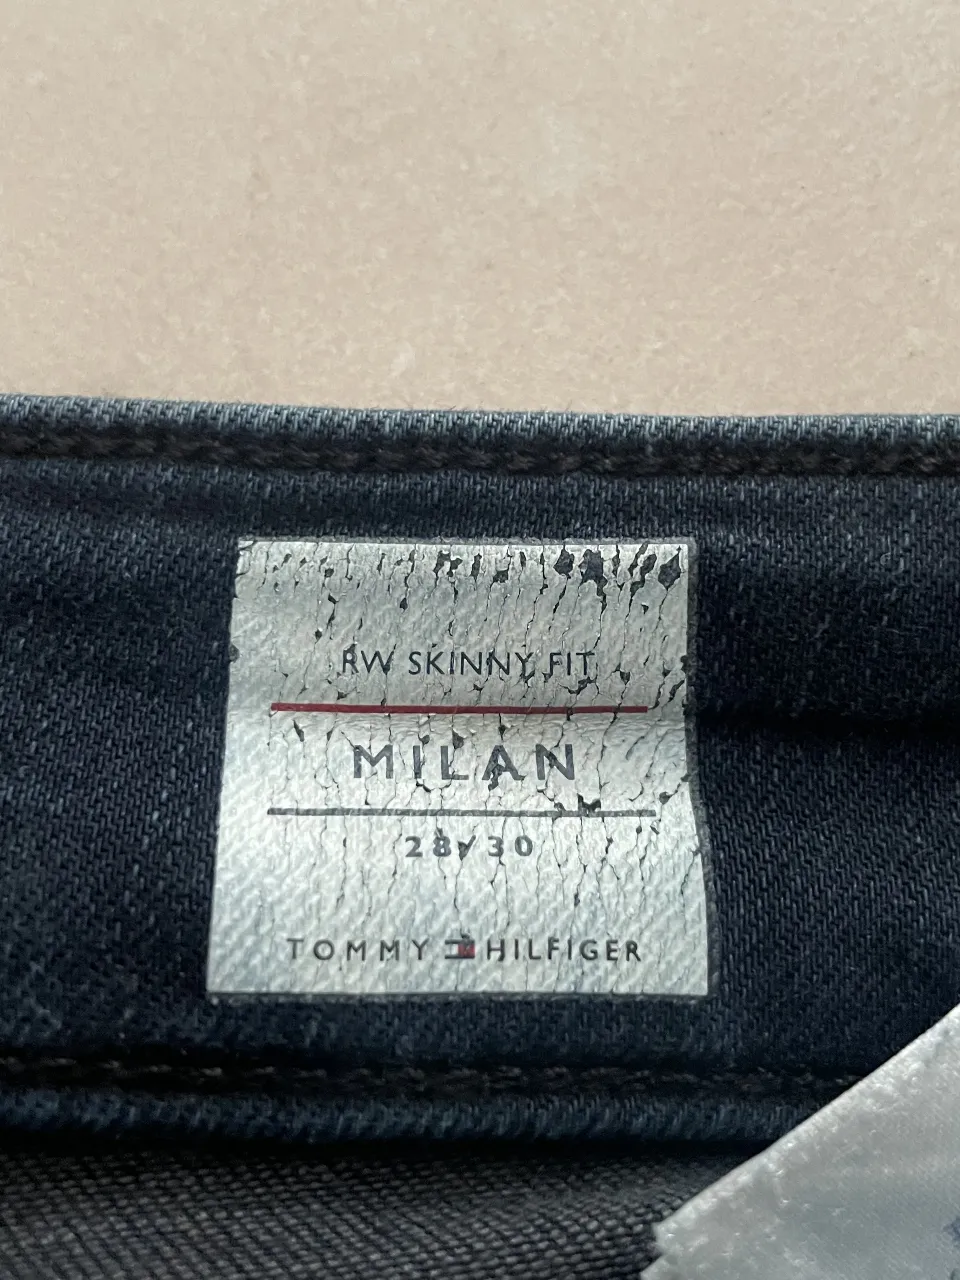 RW SKINNY FIT
MILAN
28/30
TOMMY HILFIGER